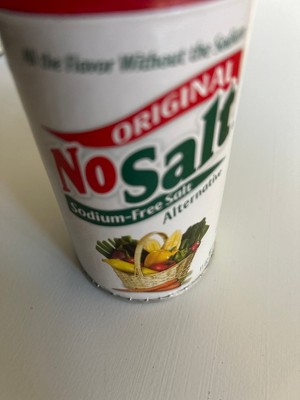 All the Flavor Without the Sodium
ORIGINAL
NoSalt
Sodium-Free Salt
Alternative